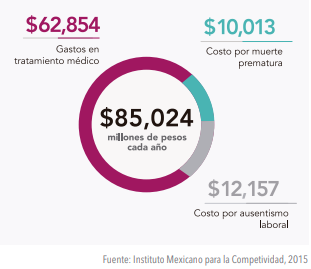 $62,854
Gastos en
tratamiento médico
$10,013
Costo por muerte
prematura
$85,024
millones de pesos
cada año
$12,157
Costo por ausentismo
laboral
Fuente: Instituto Mexicano para la Competividad, 2015